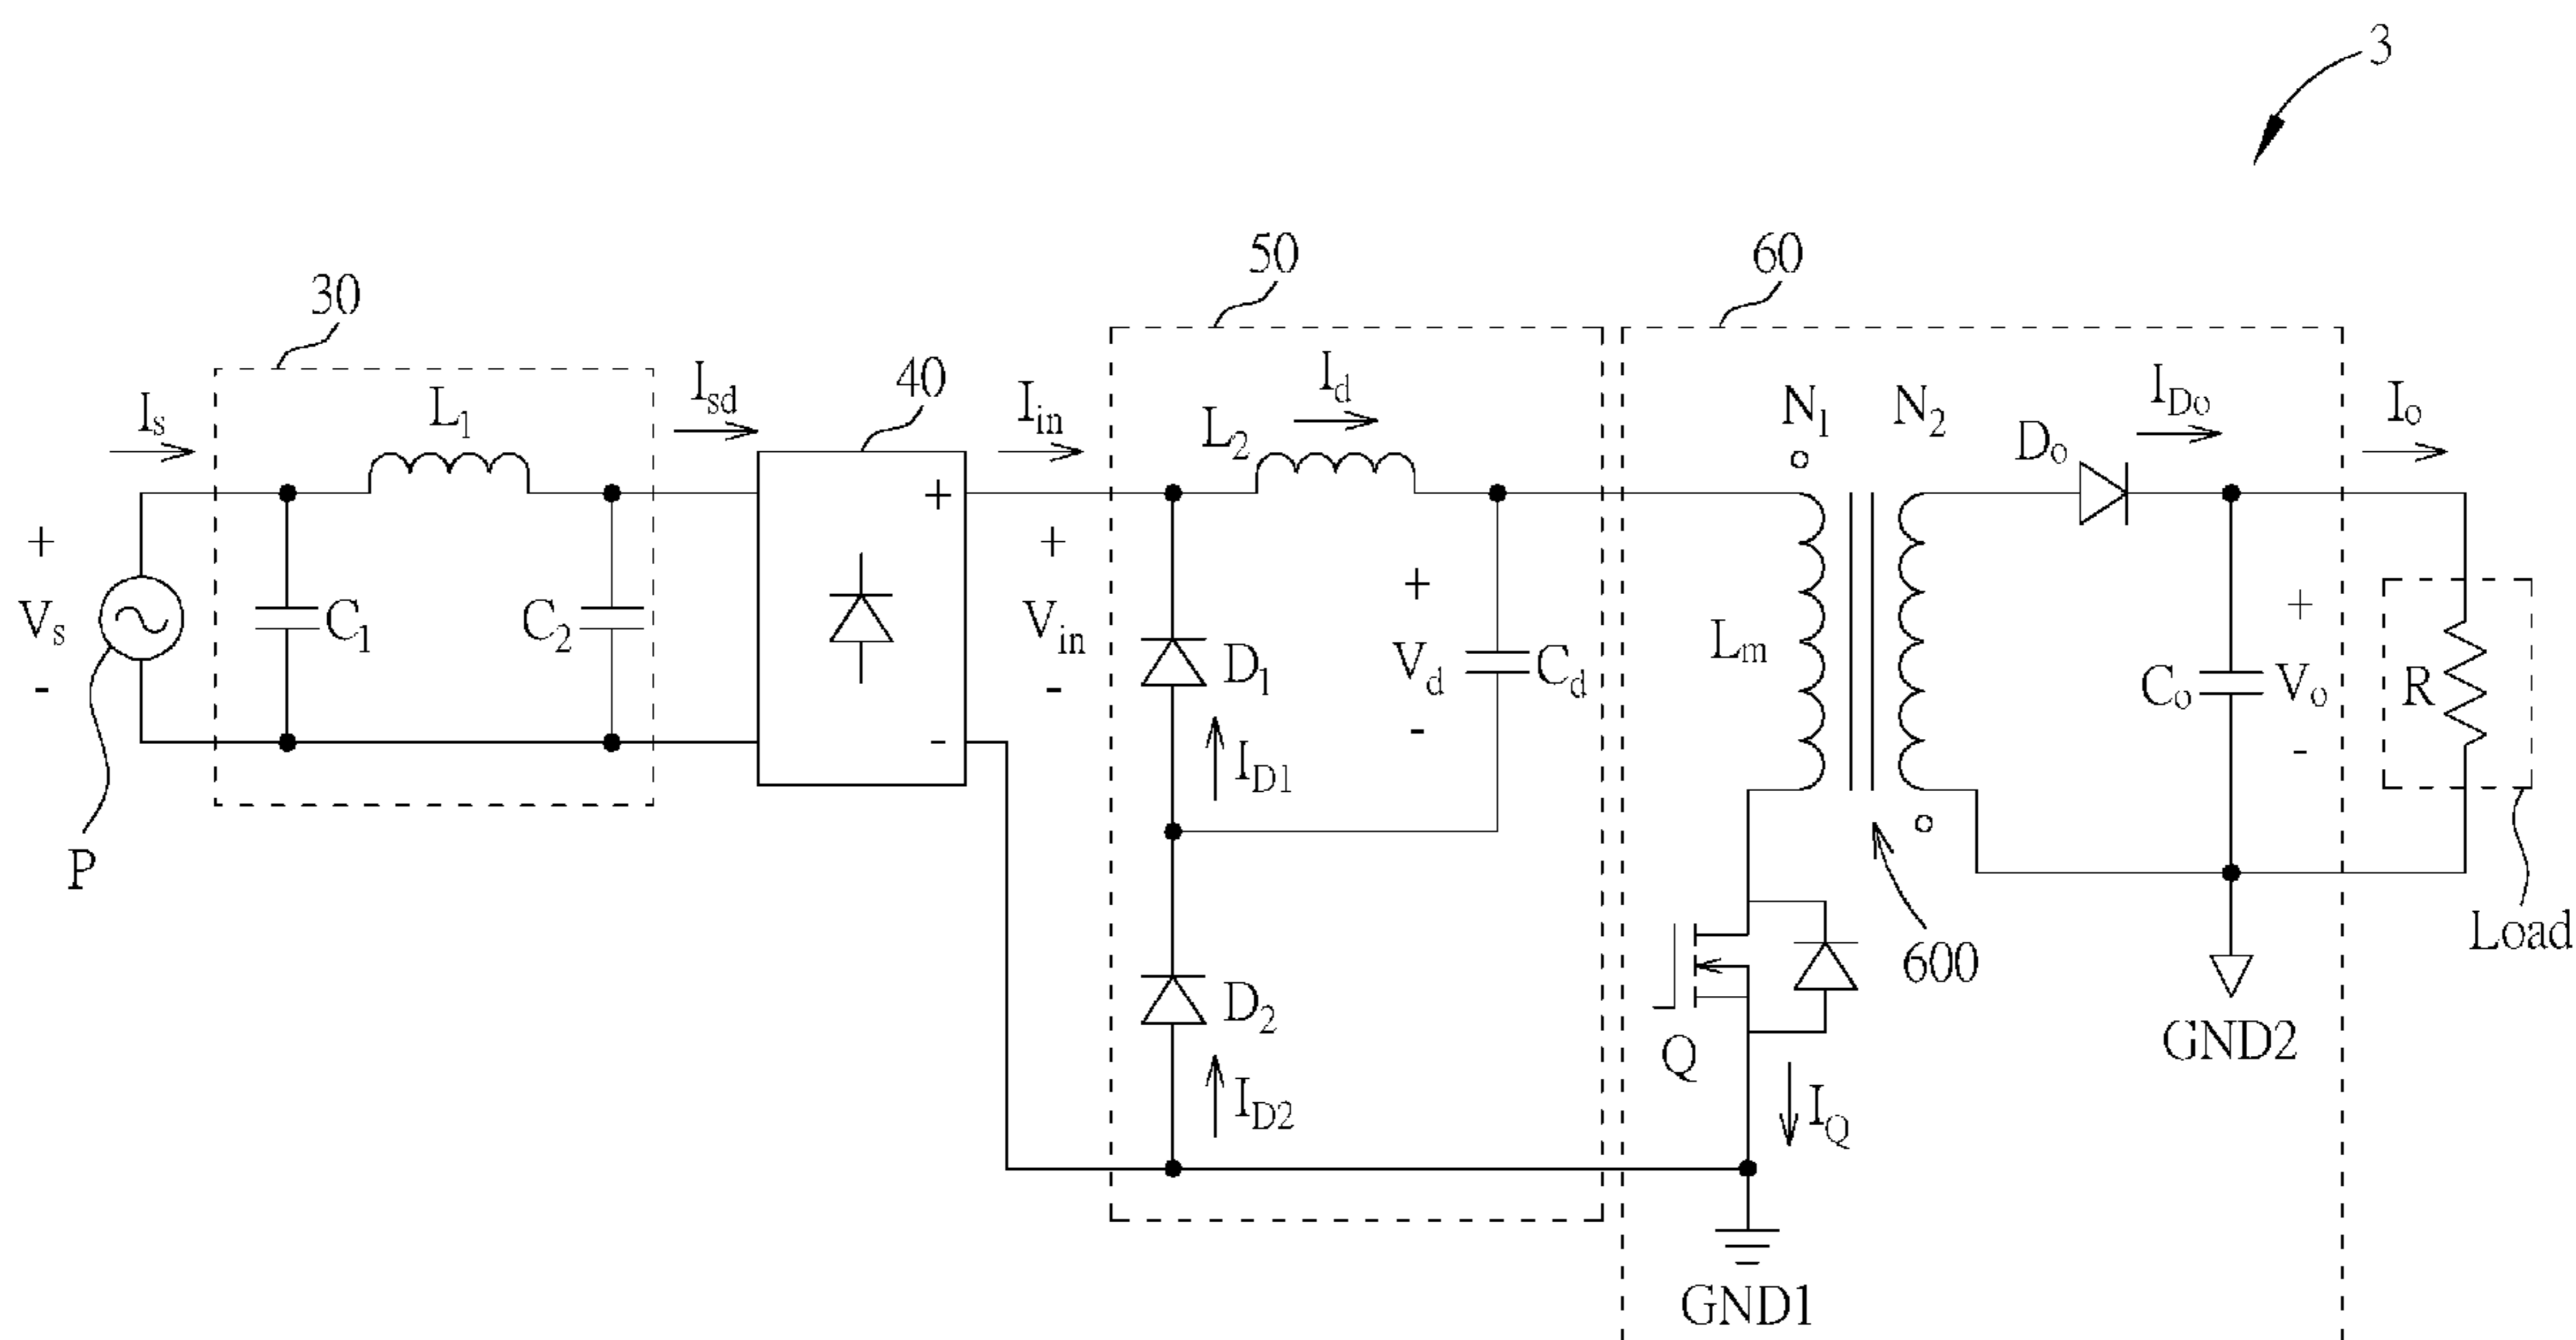 3
50
60
30
40
Is
L1
Isd
Iin
L2
Id
N1
N2
Do
IDo
Io
+
+
+
+
+
Vs
-
C1
C2
Vin
-
D1
Vd
-
Cd
Lm
Co
Vo
-
R
-
ID1
P
Load
600
D2
Q
GND2
ID2
IQ
GND1